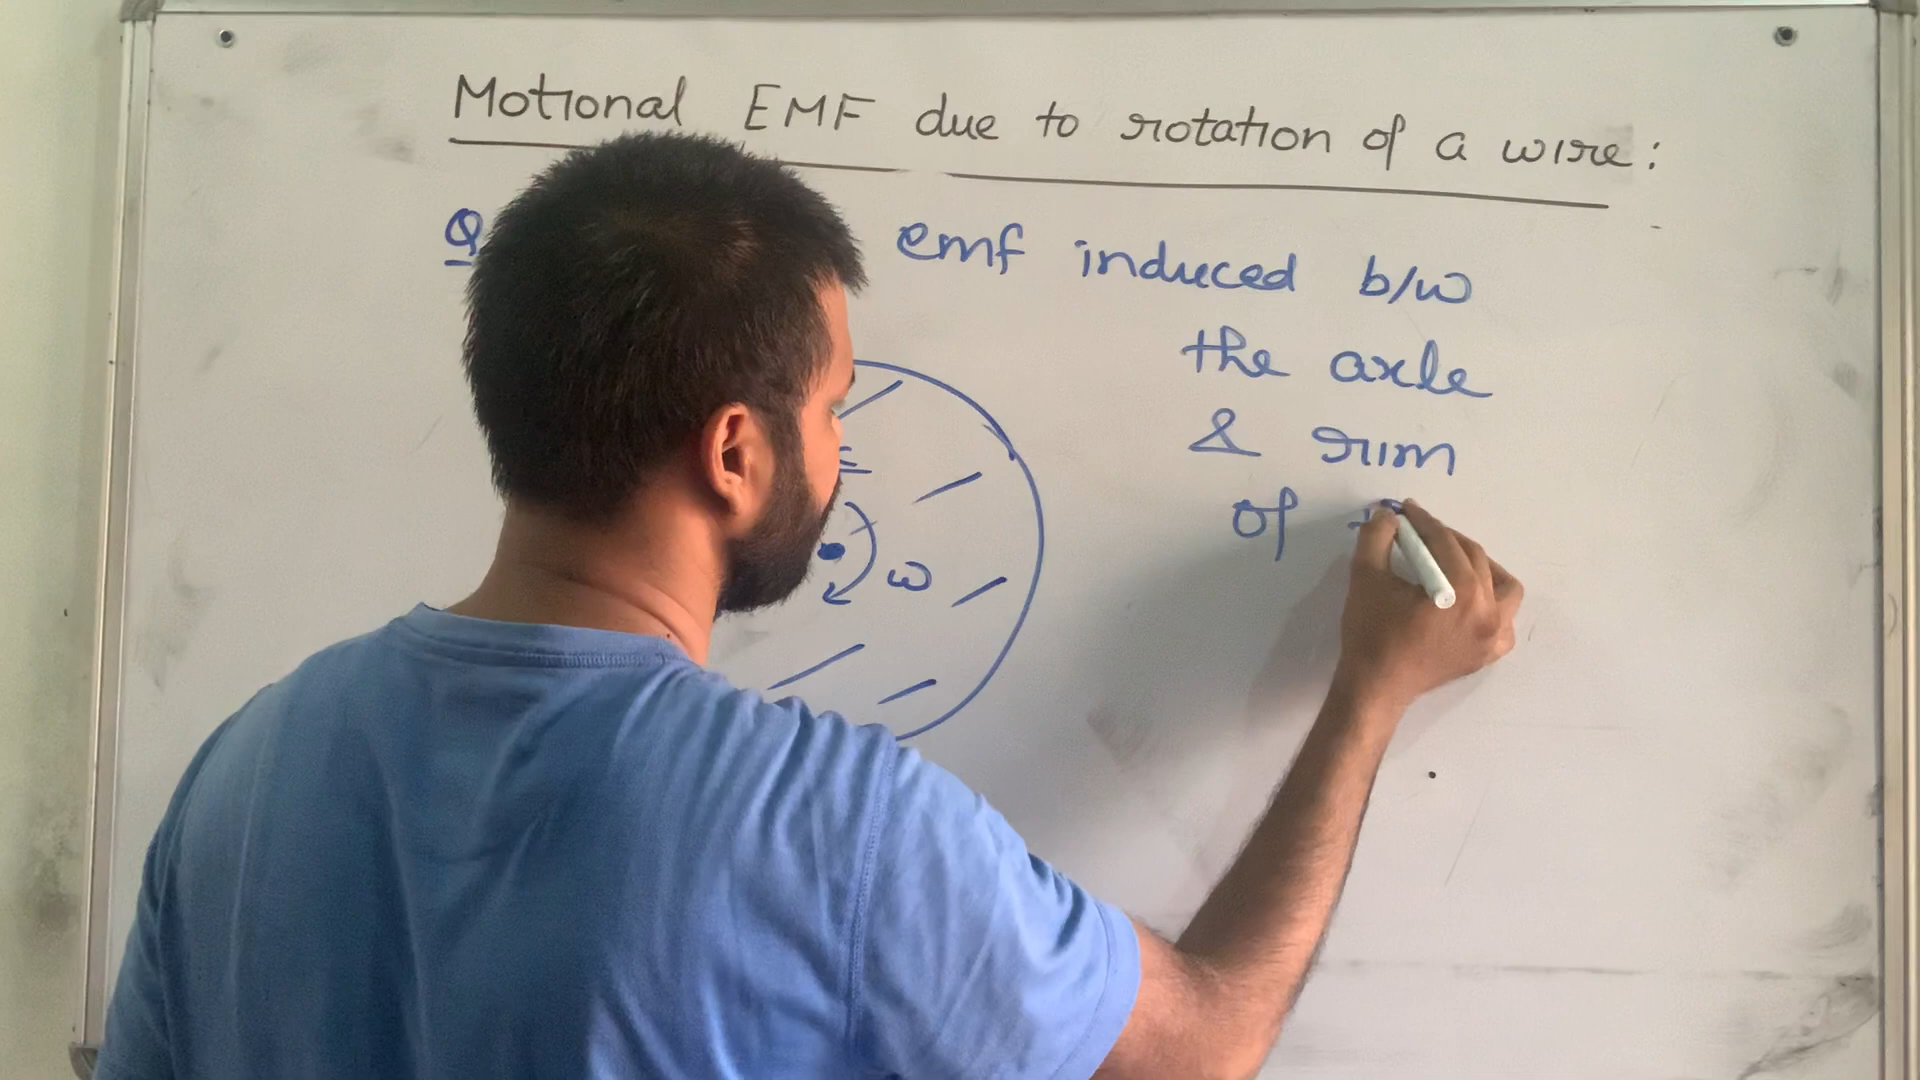 Motional EMF due to rotation of a wire:
Q emf induced b/w
the axle
& rim
of
ω